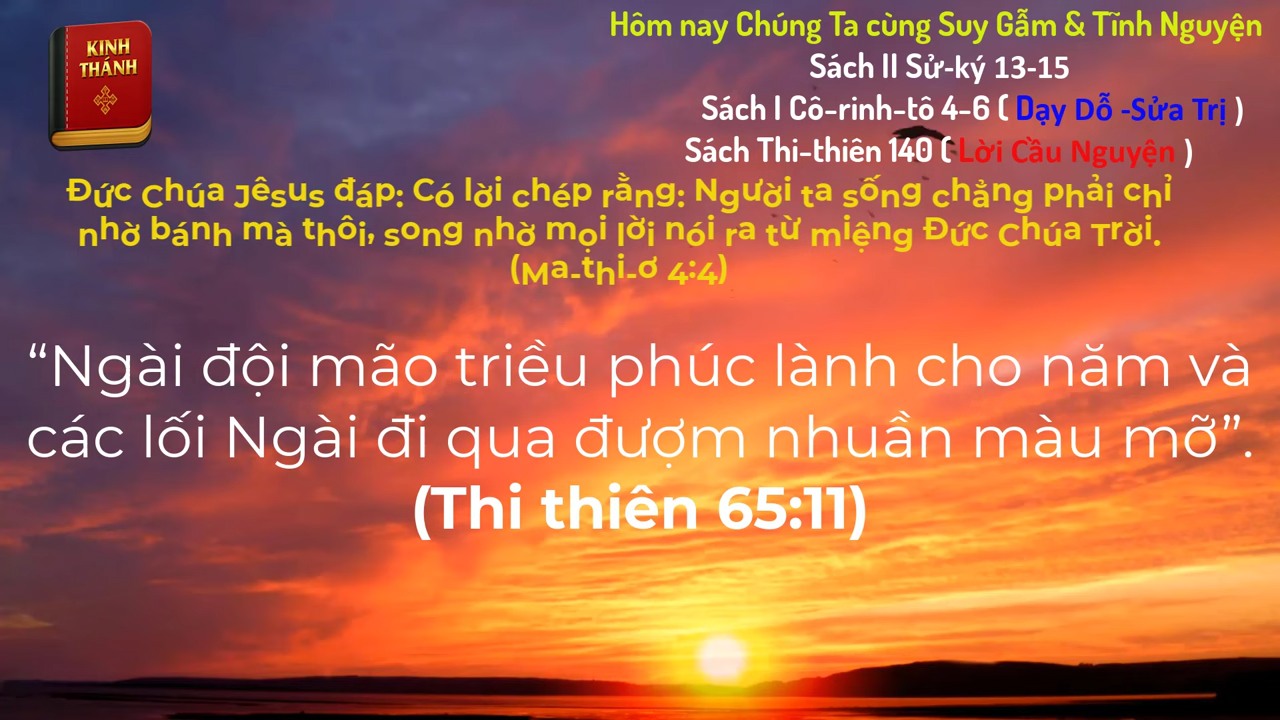 KINH
THÁNH
Hôm nay Chúng Ta cùng Suy Gẫm & Tĩnh Nguyện
Sách II Sử-ký 13-15
Sách I Cô-rinh-tô 4-6 ( Dạy Dỗ -Sửa Trị )
Sách Thi-thiên 140 ( Lời Cầu Nguyện )
Đức Chúa Jêsus đáp: Có lời chép rằng: Người ta sống chẳng phải chỉ
nhờ bánh mà thôi, song nhờ mọi lời nói ra từ miệng Đức Chúa Trời.
(Ma-thi-ơ 4:4)
“Ngài đội mão triều phúc lành cho năm và
các lối Ngài đi qua đượm nhuần màu mỡ”.
(Thi thiên 65:11)